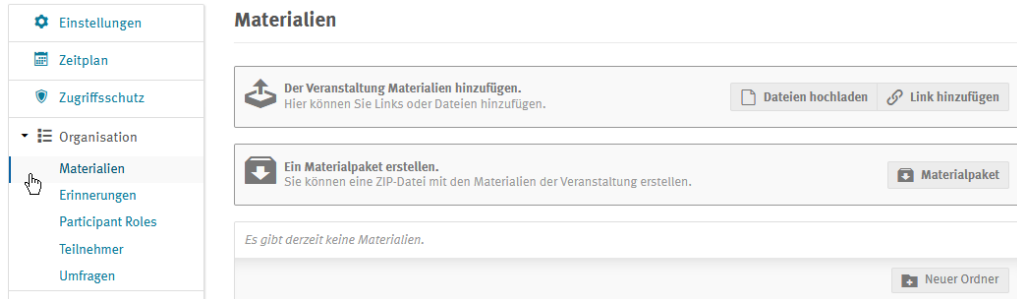 Einstellungen
Zeitplan
Zugriffsschutz
Organisation
Materialien
Erinnerungen
Participant Roles
Teilnehmer
Umfragen
Materialien
Der Veranstaltung Materialien hinzufügen.
Hier können Sie Links oder Dateien hinzufügen.
Dateien hochladen
Link hinzufügen
Ein Materialpaket erstellen.
Sie können eine ZIP-Datei mit den Materialien der Veranstaltung erstellen.
Materialpaket
Es gibt derzeit keine Materialien.
Neuer Ordner